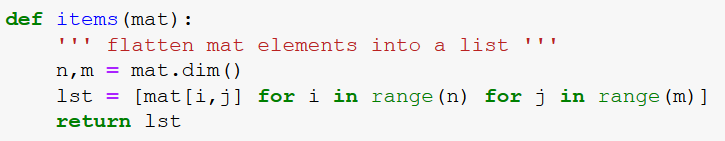 def items(mat):
    ''' flatten mat elements into a list '''
    n,m = mat.dim()
    lst = [mat[i,j] for i in range(n) for j in range(m)]
    return lst